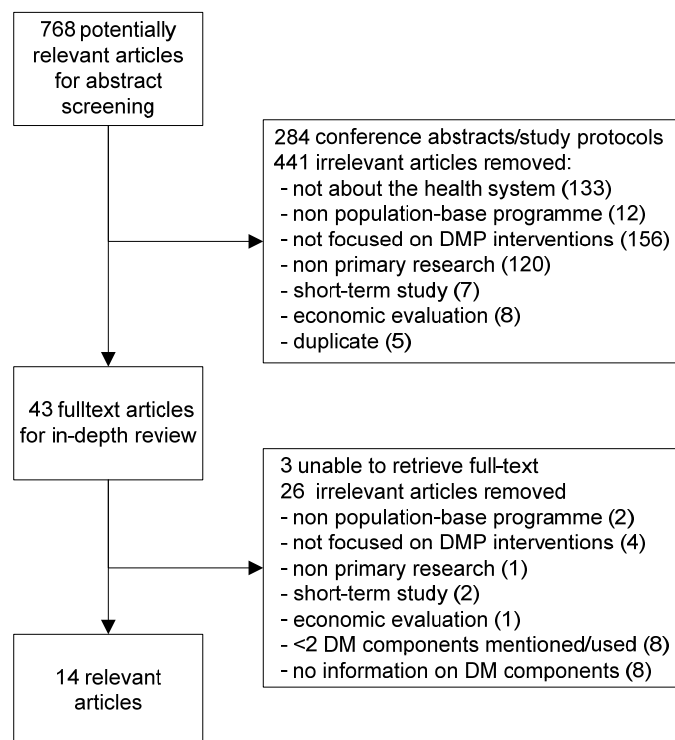 768 potentially
relevant articles
for abstract
screening
284 conference abstracts/study protocols
441 irrelevant articles removed:
- not about the health system (133)
- non population-base programme (12)
- not focused on DMP interventions (156)
- non primary research (120)
- short-term study (7)
- economic evaluation (8)
- duplicate (5)
43 fulltext articles
for in-depth review
3 unable to retrieve full-text
26 irrelevant articles removed
- non population-base programme (2)
- not focused on DMP interventions (4)
- non primary research (1)
- short-term study (2)
- economic evaluation (1)
- <2 DM components mentioned/used (8)
- no information on DM components (8)
14 relevant
articles